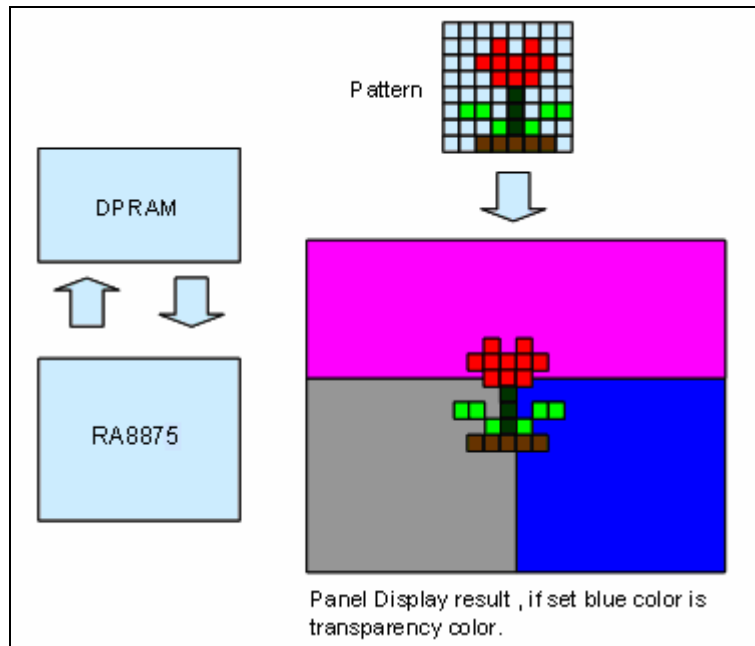 Pattern
DPRAM
RA8875
Panel Display result , if set blue color is
transparency color.